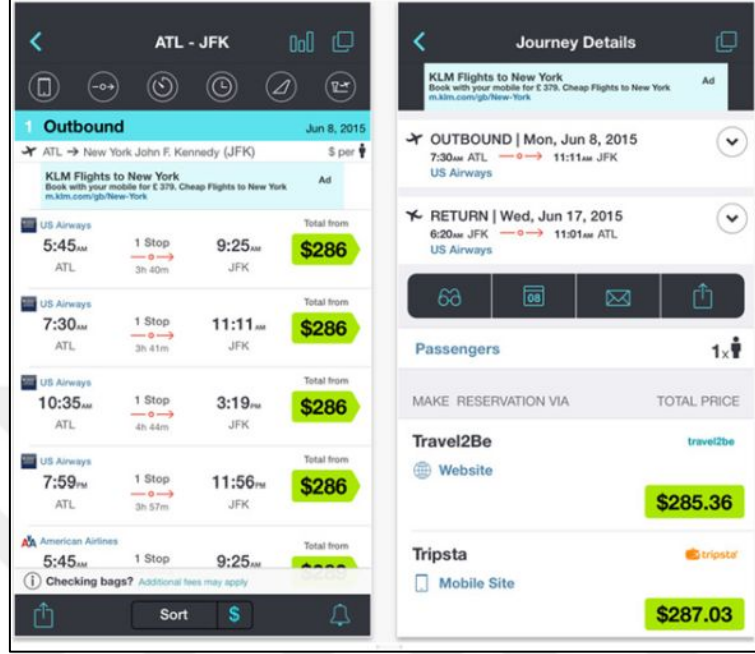 ATL - JFK
1 Outbound
Jun 8, 2015
ATL → New York John F. Kennedy (JFK)
$ per
KLM Flights to New York
Book with your mobile for £ 379. Cheap Flights to New York
m.klm.com/gb/New-York
Ad
US Airways
Total from
5:45AM
1 Stop
9:25AM
$286
ATL
3h 40m
JFK
US Airways
Total from
7:30AM
1 Stop
11:11AM
$286
ATL
3h 41m
JFK
US Airways
Total from
10:35AM
1 Stop
3:19PM
$286
ATL
4h 44m
JFK
US Airways
Total from
7:59PM
1 Stop
11:56PM
$286
ATL
3h 57m
JFK
American Airlines
Total from
5:45AM
1 Stop
9:25AM
Checking bags? Additional fees may apply
Sort
$
Journey Details
KLM Flights to New York
Book with your mobile for £ 379. Cheap Flights to New York
m.klm.com/gb/New-York
Ad
OUTBOUND | Mon, Jun 8, 2015
7:30AM ATL → 11:11AM JFK
US Airways
RETURN | Wed, Jun 17, 2015
6:20AM JFK → 11:01AM ATL
US Airways
08
Passengers
1x
MAKE RESERVATION VIA
TOTAL PRICE
Travel2Be
travel2be
Website
$285.36
Tripsta
tripsta
Mobile Site
$287.03